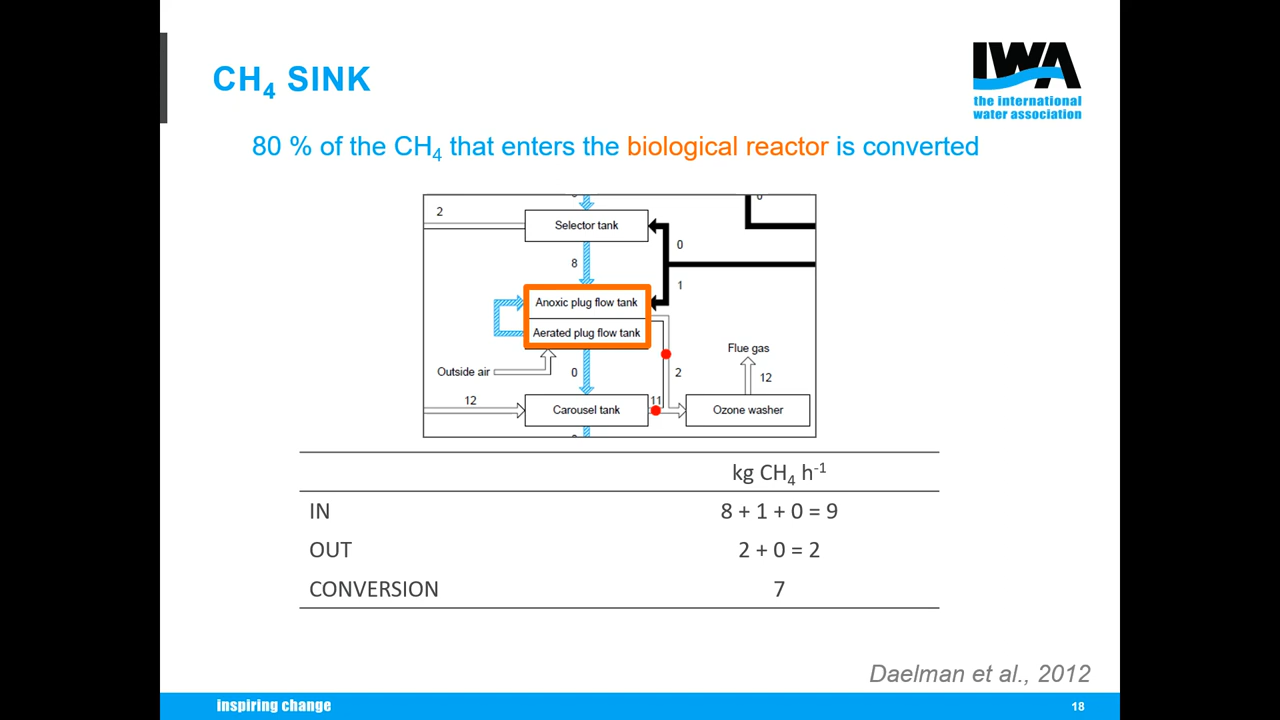 CH4 SINK
IWA
the international
water association
80 % of the CH4 that enters the biological reactor is converted
2
Selector tank
0
8
1
Anoxic plug flow tank
Aerated plug flow tank
Flue gas
Outside air
0
2
12
12
11
Carousel tank
Ozone washer
kg CH4 h-1
IN 8 + 1 + 0 = 9
OUT 2 + 0 = 2
CONVERSION 7
Daelman et al., 2012
inspiring change
18